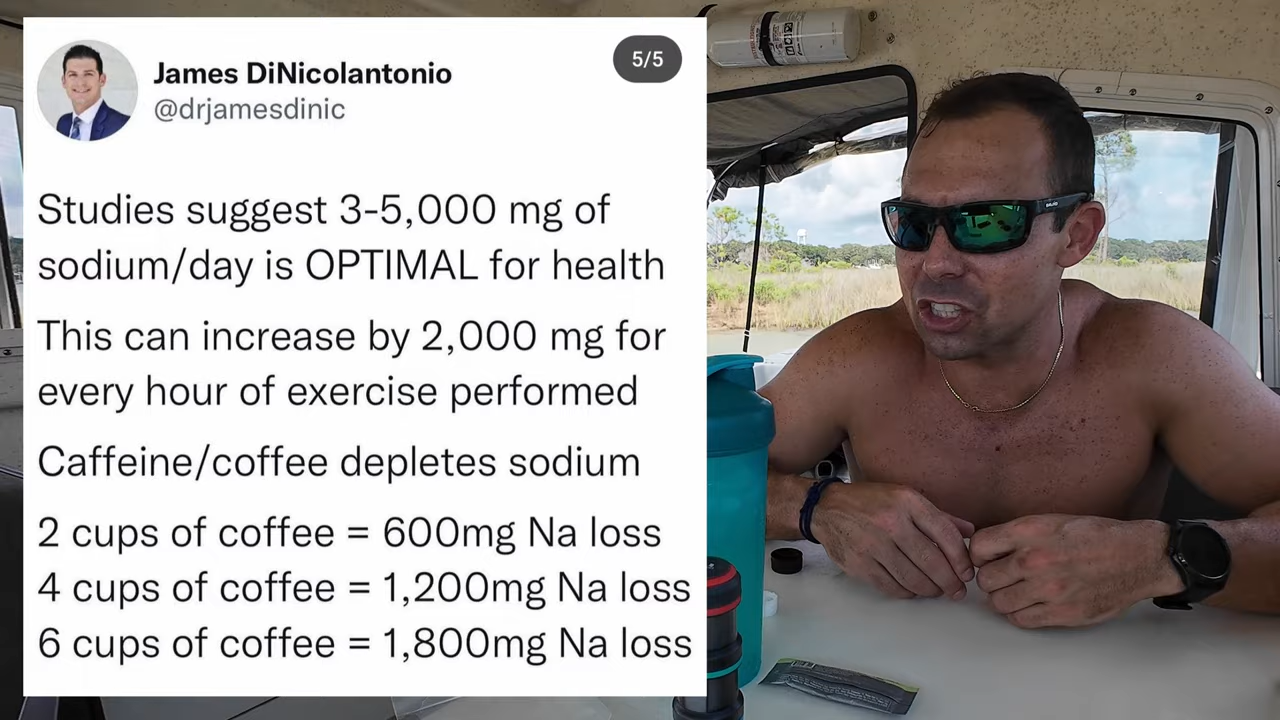 James DiNicolantonio
5/5
@drjamesdinic
Studies suggest 3-5,000 mg of
sodium/day is OPTIMAL for health
This can increase by 2,000 mg for
every hour of exercise performed
Caffeine/coffee depletes sodium
2 cups of coffee = 600mg Na loss
4 cups of coffee = 1,200mg Na loss
6 cups of coffee = 1,800mg Na loss